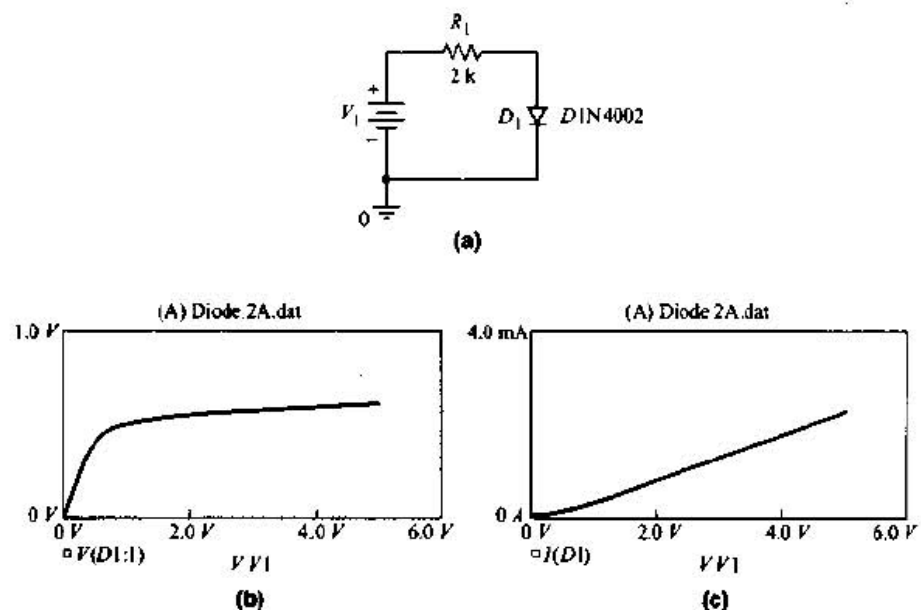 R1
2 k
+
V1
−
D1 D1N4002
0
(a)
(A) Diode.2A.dat
1.0 V
0 V
0 V 2.0 V 4.0 V 6.0 V
▫ V(D1:1)
V V1
(b)
(A) Diode 2A.dat
4.0 mA
0 A
0 V 2.0 V 4.0 V 6.0 V
▫ I(D1)
V V1
(c)